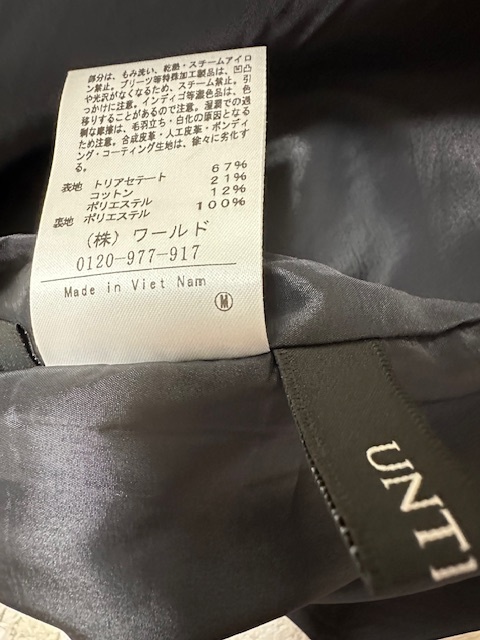 部分は、もみ洗い、乾熱・スチームアイロ
ン禁止。プリーツ等特殊加工製品は、凹凸
や光沢がなくなるため、スチーム禁止。引
っかけに注意。インディゴ等濃色品は、色
移りすることがあるので注意。湿潤での過
剰な摩擦は、毛羽立ち・白化の原因となる
ため注意。合成皮革・人工皮革・ボンディ
ング・コーティング生地は、徐々に劣化す
る。
表地 トリアセテート 67%
コットン 21%
ポリエステル 12%
裏地 ポリエステル 100%
(株)ワールド
0120-977-917
Made in Viet Nam
M
UNT